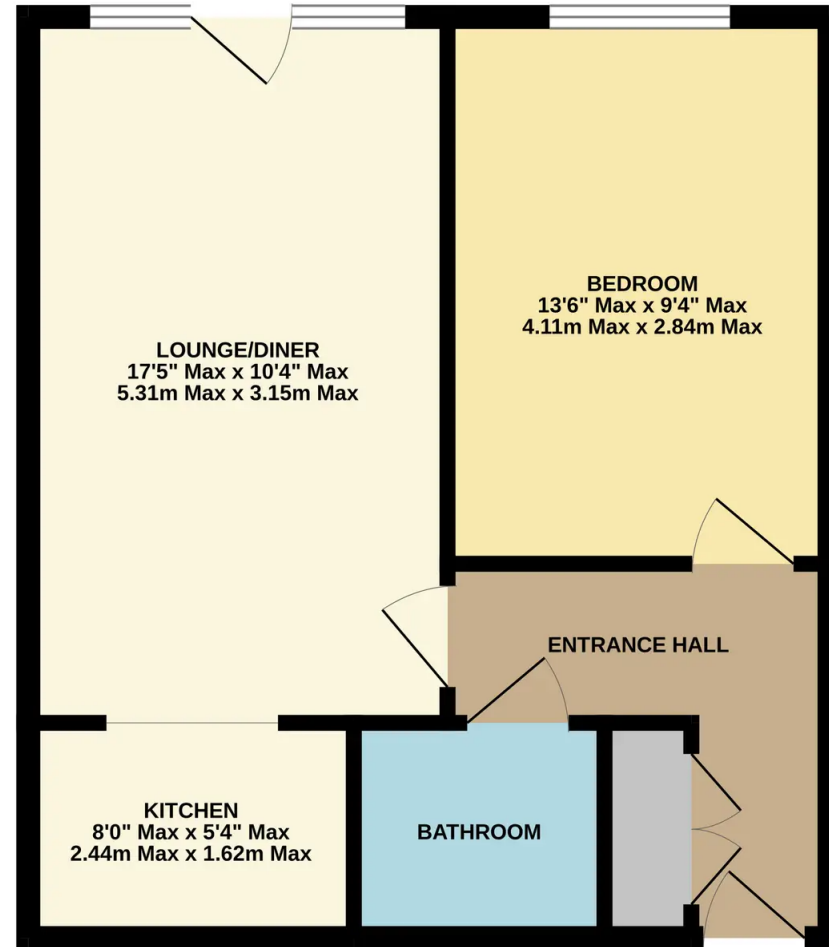 BEDROOM
13'6" Max x 9'4" Max
4.11m Max x 2.84m Max
LOUNGE/DINER
17'5" Max x 10'4" Max
5.31m Max x 3.15m Max
ENTRANCE HALL
KITCHEN
8'0" Max x 5'4" Max
2.44m Max x 1.62m Max
BATHROOM